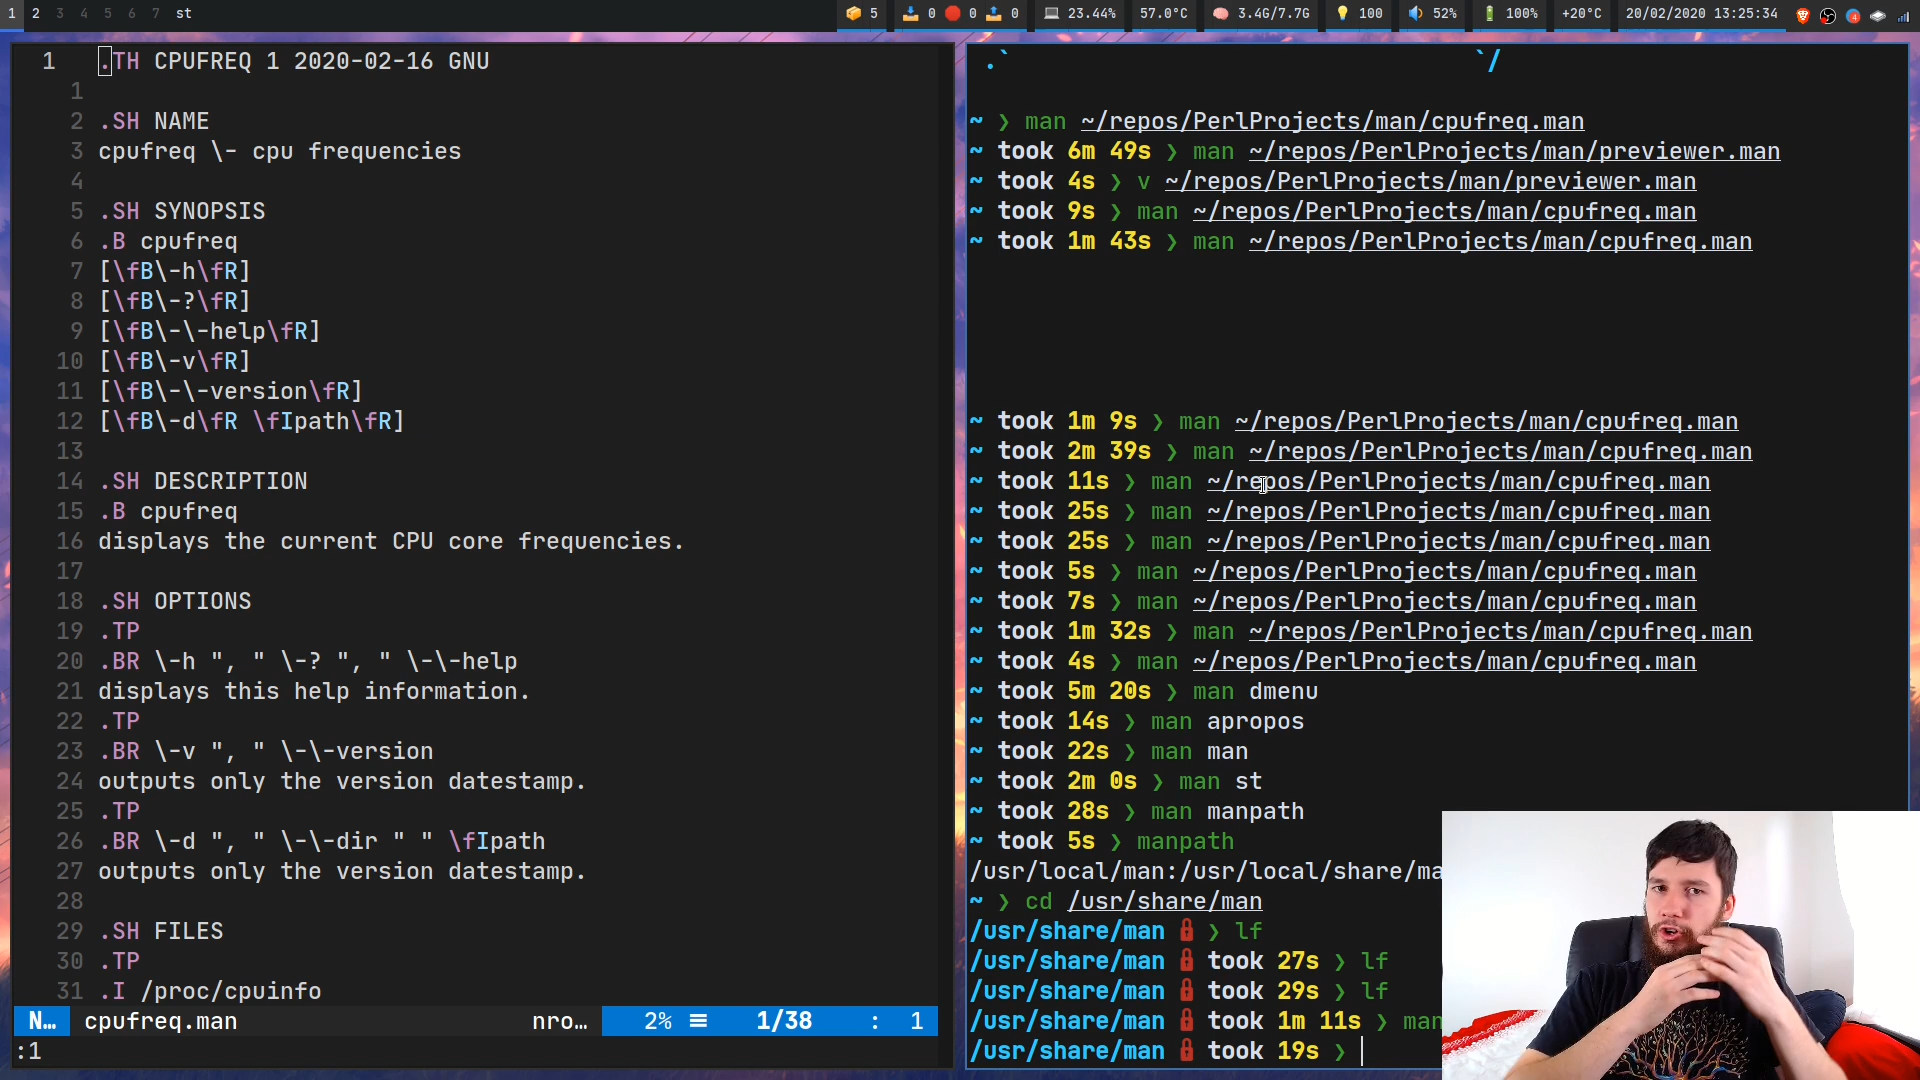 1 2 3 4 5 6 7 st 5 0 0 0 23.44% 57.0°C 3.4G/7.7G 100 52% 100% +20°C 20/02/2020 13:25:34 4
1 .TH CPUFREQ 1 2020-02-16 GNU
1
2 .SH NAME
3 cpufreq \- cpu frequencies
4
5 .SH SYNOPSIS
6 .B cpufreq
7 [\fB\-h\fR]
8 [\fB\-?\fR]
9 [\fB\-\-help\fR]
10 [\fB\-v\fR]
11 [\fB\-\-version\fR]
12 [\fB\-d\fR \fIpath\fR]
13
14 .SH DESCRIPTION
15 .B cpufreq
16 displays the current CPU core frequencies.
17
18 .SH OPTIONS
19 .TP
20 .BR \-h ", " \-? ", " \-\-help
21 displays this help information.
22 .TP
23 .BR \-v ", " \-\-version
24 outputs only the version datestamp.
25 .TP
26 .BR \-d ", " \-\-dir " " \fIpath
27 outputs only the version datestamp.
28
29 .SH FILES
30 .TP
31 .I /proc/cpuinfo
N… cpufreq.man nro… 2% ≡ 1/38 : 1
:1
.` `/
~ ❯ man ~/repos/PerlProjects/man/cpufreq.man
~ took 6m 49s ❯ man ~/repos/PerlProjects/man/previewer.man
~ took 4s ❯ v ~/repos/PerlProjects/man/previewer.man
~ took 9s ❯ man ~/repos/PerlProjects/man/cpufreq.man
~ took 1m 43s ❯ man ~/repos/PerlProjects/man/cpufreq.man
~ took 1m 9s ❯ man ~/repos/PerlProjects/man/cpufreq.man
~ took 2m 39s ❯ man ~/repos/PerlProjects/man/cpufreq.man
~ took 11s ❯ man ~/repos/PerlProjects/man/cpufreq.man
~ took 25s ❯ man ~/repos/PerlProjects/man/cpufreq.man
~ took 25s ❯ man ~/repos/PerlProjects/man/cpufreq.man
~ took 5s ❯ man ~/repos/PerlProjects/man/cpufreq.man
~ took 7s ❯ man ~/repos/PerlProjects/man/cpufreq.man
~ took 1m 32s ❯ man ~/repos/PerlProjects/man/cpufreq.man
~ took 4s ❯ man ~/repos/PerlProjects/man/cpufreq.man
~ took 5m 20s ❯ man dmenu
~ took 14s ❯ man apropos
~ took 22s ❯ man man
~ took 2m 0s ❯ man st
~ took 28s ❯ man manpath
~ took 5s ❯ manpath
/usr/local/man:/usr/local/share/ma
~ ❯ cd /usr/share/man
/usr/share/man ❯ lf
/usr/share/man took 27s ❯ lf
/usr/share/man took 29s ❯ lf
/usr/share/man took 1m 11s ❯ man
/usr/share/man took 19s ❯